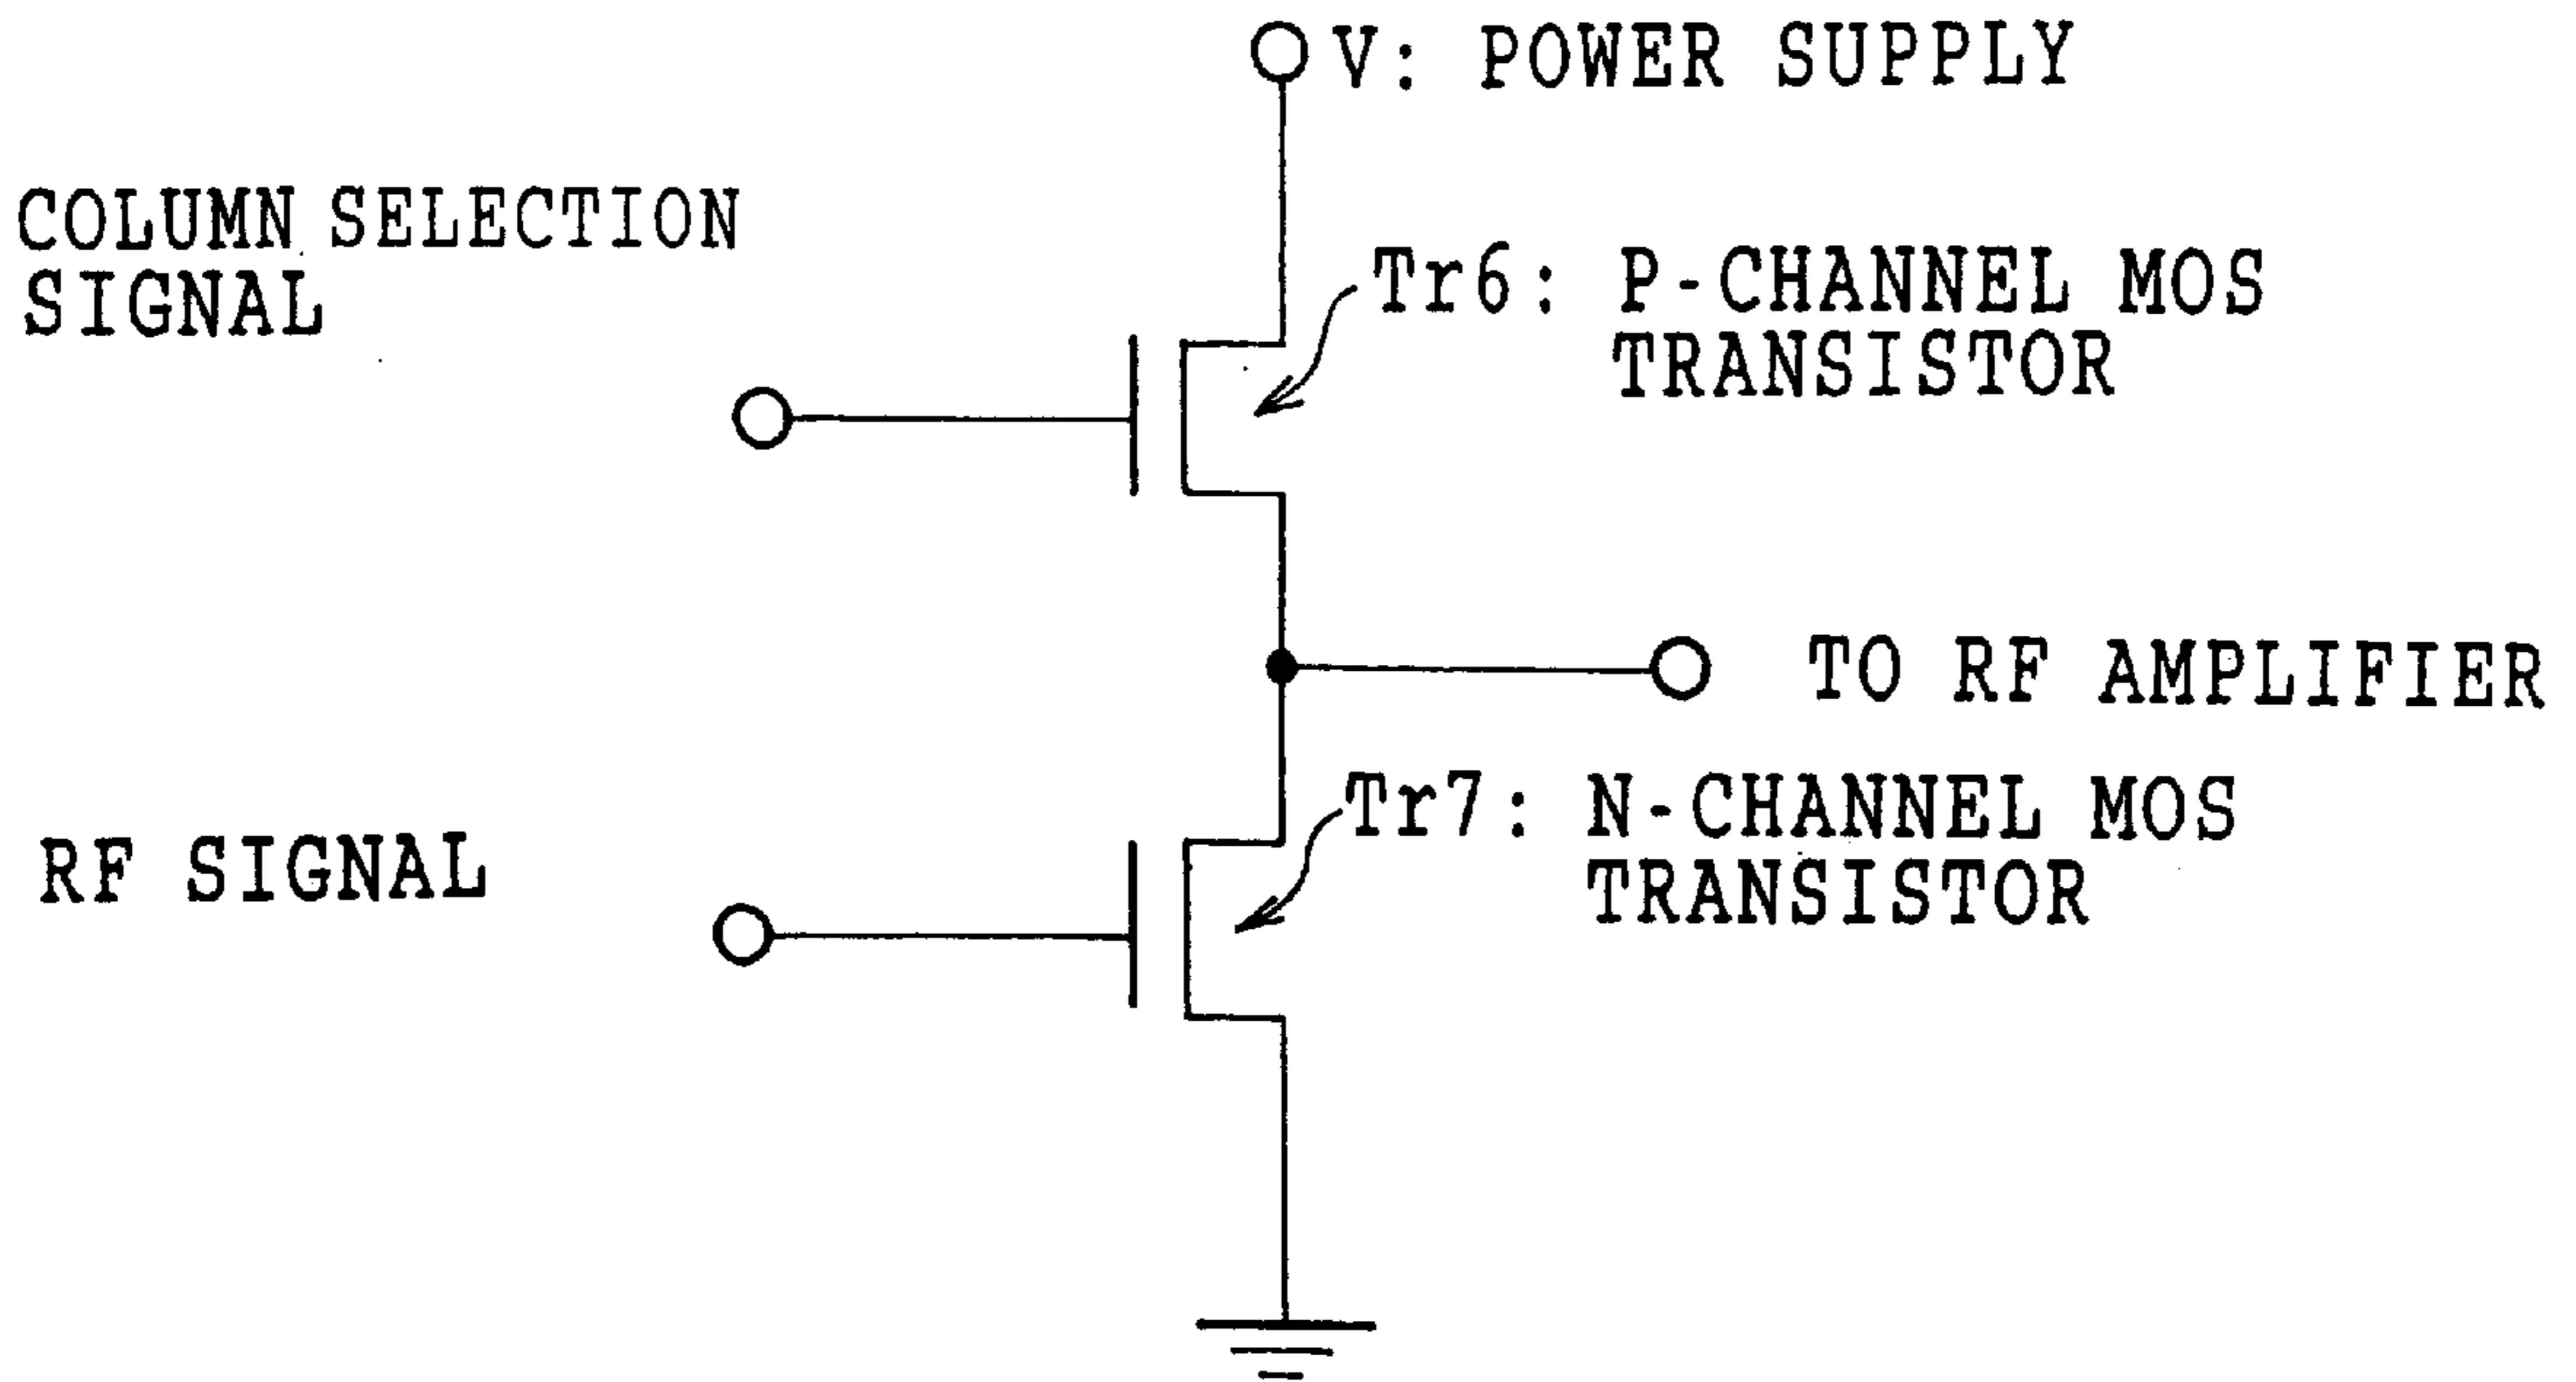 V: POWER SUPPLY
COLUMN SELECTION
SIGNAL
Tr6: P-CHANNEL MOS
TRANSISTOR
TO RF AMPLIFIER
Tr7: N-CHANNEL MOS
TRANSISTOR
RF SIGNAL